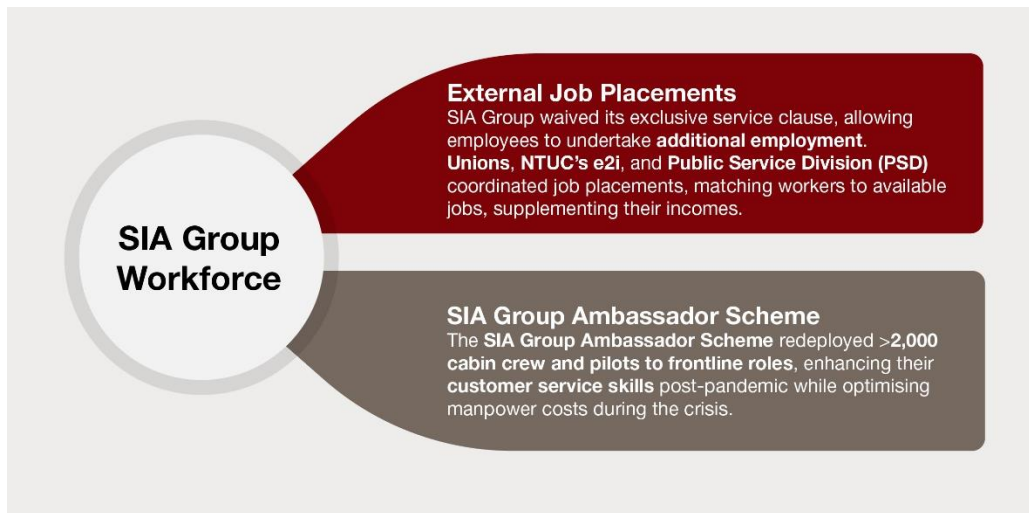 SIA Group
Workforce
External Job Placements
SIA Group waived its exclusive service clause, allowing
employees to undertake additional employment.
Unions, NTUC’s e2i, and Public Service Division (PSD)
coordinated job placements, matching workers to available
jobs, supplementing their incomes.
SIA Group Ambassador Scheme
The SIA Group Ambassador Scheme redeployed >2,000
cabin crew and pilots to frontline roles, enhancing their
customer service skills post-pandemic while optimising
manpower costs during the crisis.